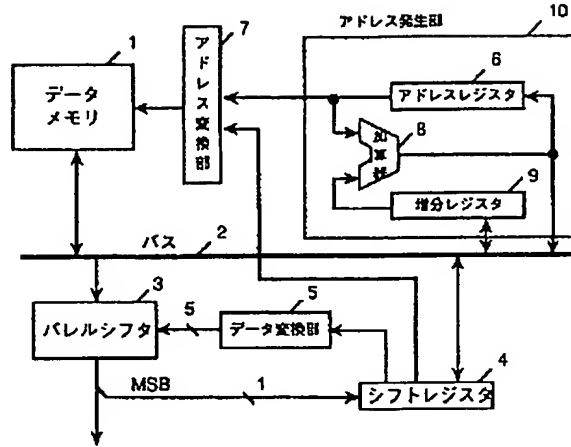 アドレス発生部
10
7
1
データ
メモリ
アドレス変換部
6
アドレスレジスタ
加算器
8
9
増分レジスタ
バス
2
3
バレルシフタ
5
5
データ変換部
4
シフトレジスタ
MSB
1